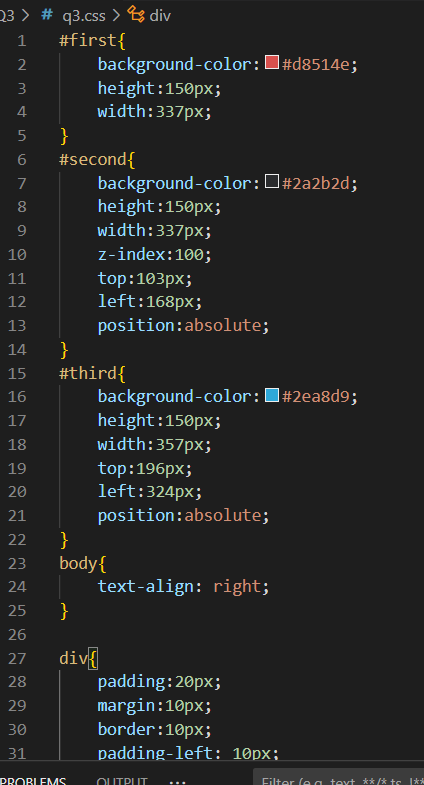 Q3 > # q3.css > div
1 #first{
2 background-color: #d8514e;
3 height:150px;
4 width:337px;
5 }
6 #second{
7 background-color: #2a2b2d;
8 height:150px;
9 width:337px;
10 z-index:100;
11 top:103px;
12 left:168px;
13 position:absolute;
14 }
15 #third{
16 background-color: #2ea8d9;
17 height:150px;
18 width:357px;
19 top:196px;
20 left:324px;
21 position:absolute;
22 }
23 body{
24 text-align: right;
25 }
26
27 div{
28 padding:20px;
29 margin:10px;
30 border:10px;
31 padding-left: 10px;
PROBLEMS OUTPUT ··· Filter (e.g. text, **/*.ts, !**